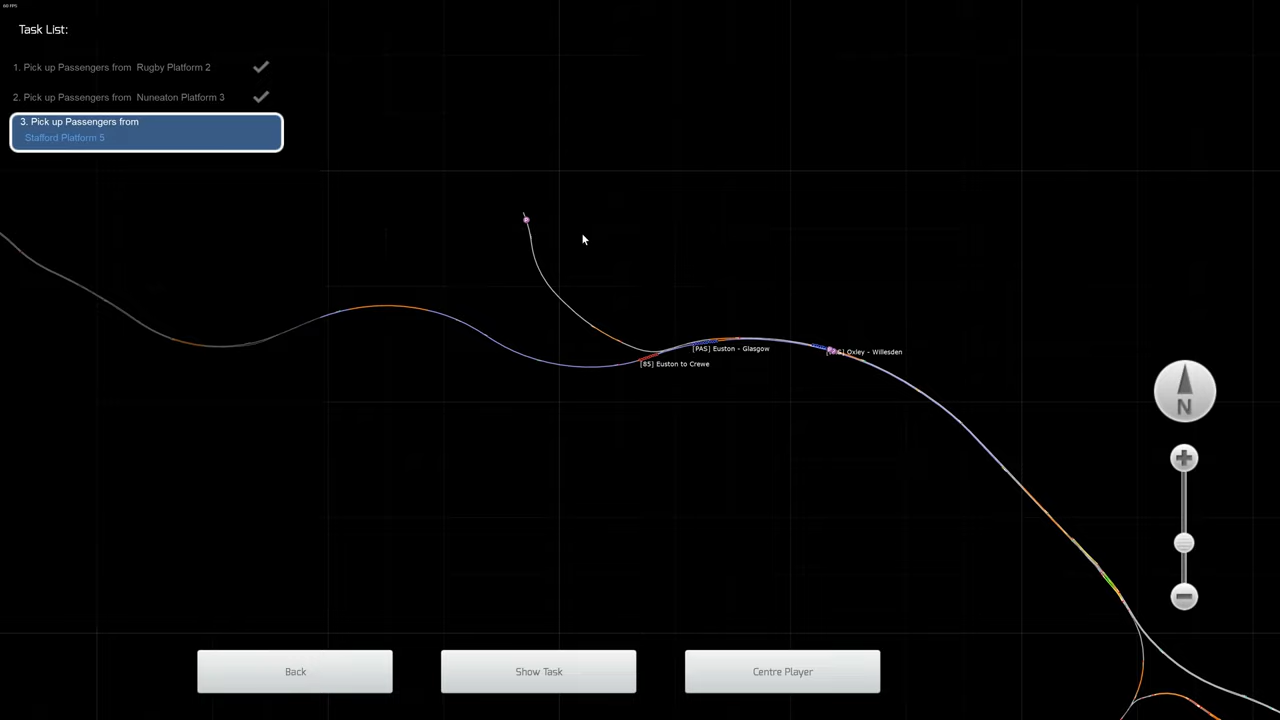 60 FPS
Task List:
1. Pick up Passengers from Rugby Platform 2
2. Pick up Passengers from Nuneaton Platform 3
3. Pick up Passengers from
Stafford Platform 5
[PAS] Euston - Glasgow
Oxley - Willesden
[85] Euston to Crewe
N
Back
Show Task
Centre Player